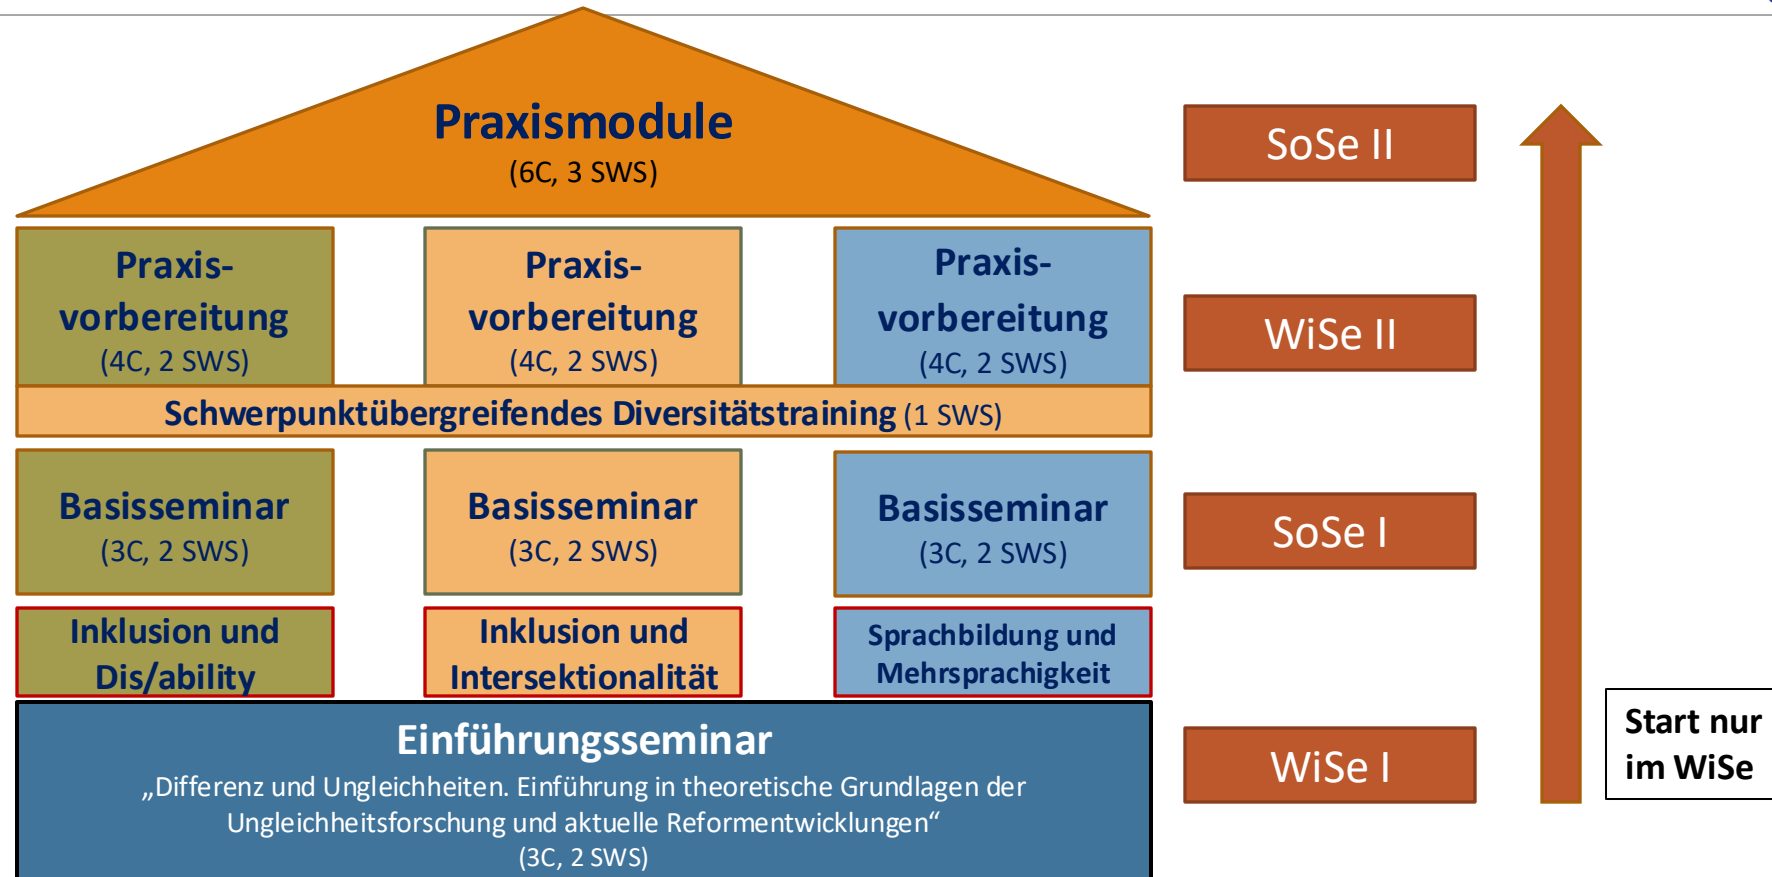 Praxismodule
(6C, 3 SWS)
SoSe II
Praxis-
vorbereitung
(4C, 2 SWS)
Praxis-
vorbereitung
(4C, 2 SWS)
Praxis-
vorbereitung
(4C, 2 SWS)
WiSe II
Schwerpunktübergreifendes Diversitätstraining (1 SWS)
Basisseminar
(3C, 2 SWS)
Basisseminar
(3C, 2 SWS)
Basisseminar
(3C, 2 SWS)
SoSe I
Inklusion und
Dis/ability
Inklusion und
Intersektionalität
Sprachbildung und
Mehrsprachigkeit
Einführungsseminar
„Differenz und Ungleichheiten. Einführung in theoretische Grundlagen der
Ungleichheitsforschung und aktuelle Reformentwicklungen“
(3C, 2 SWS)
WiSe I
Start nur
im WiSe